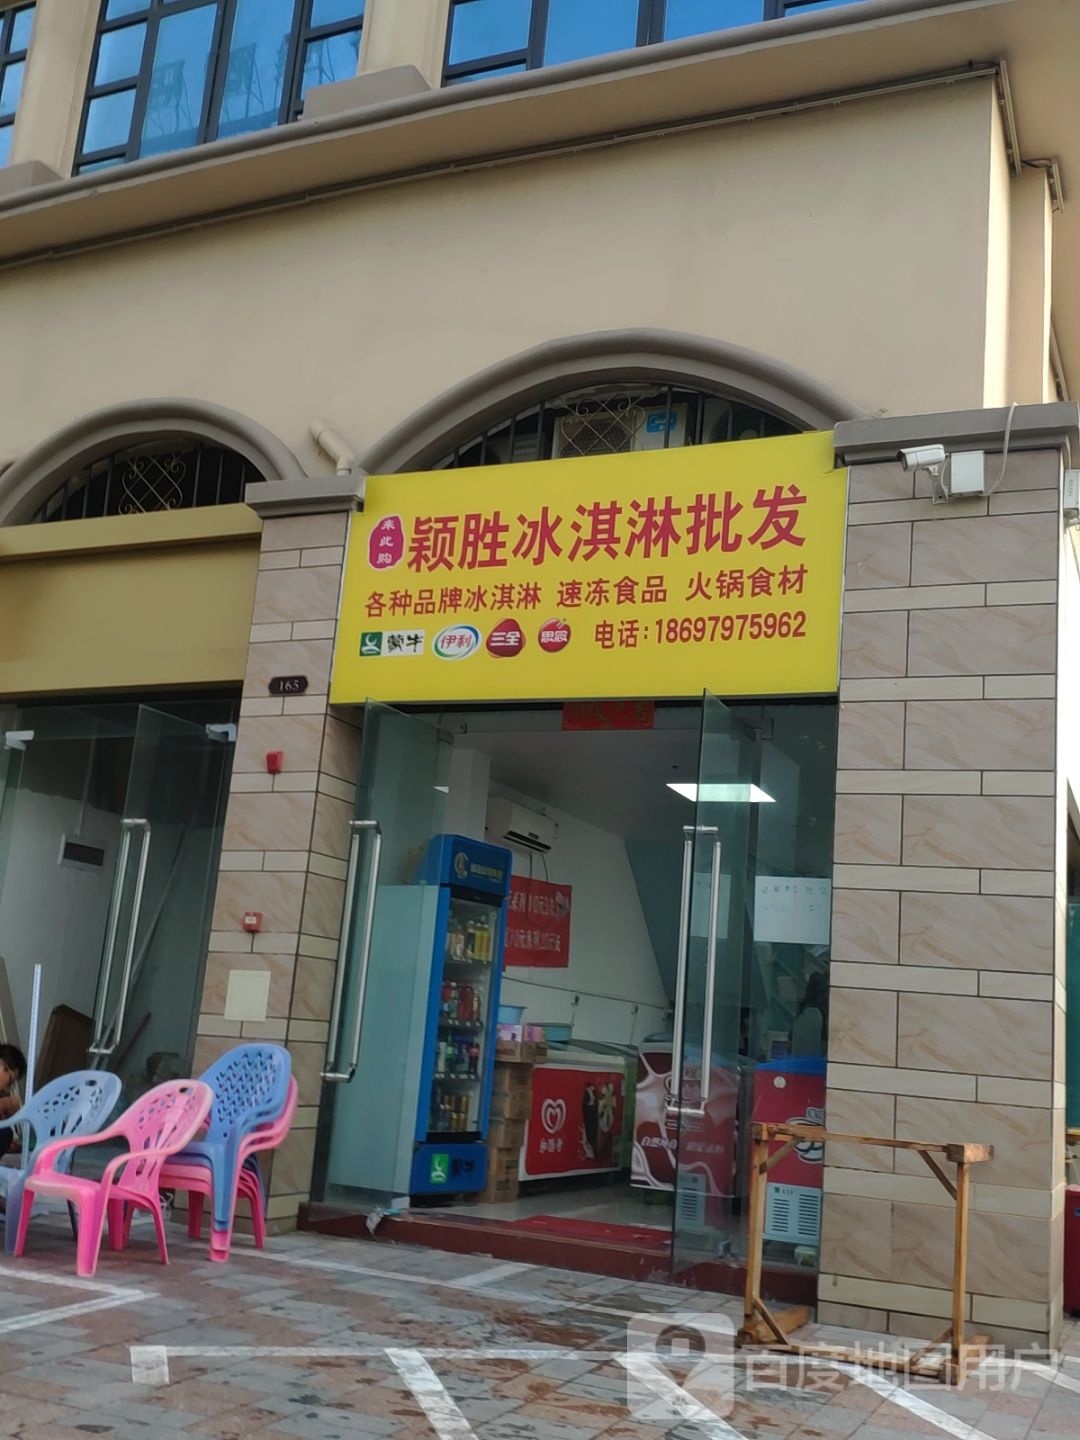 来此购
颖胜冰淇淋批发
各种品牌冰淇淋 速冻食品 火锅食材
蒙牛 伊利 三全 思念 电话:18697975962
165
蒙牛
百度地图用户